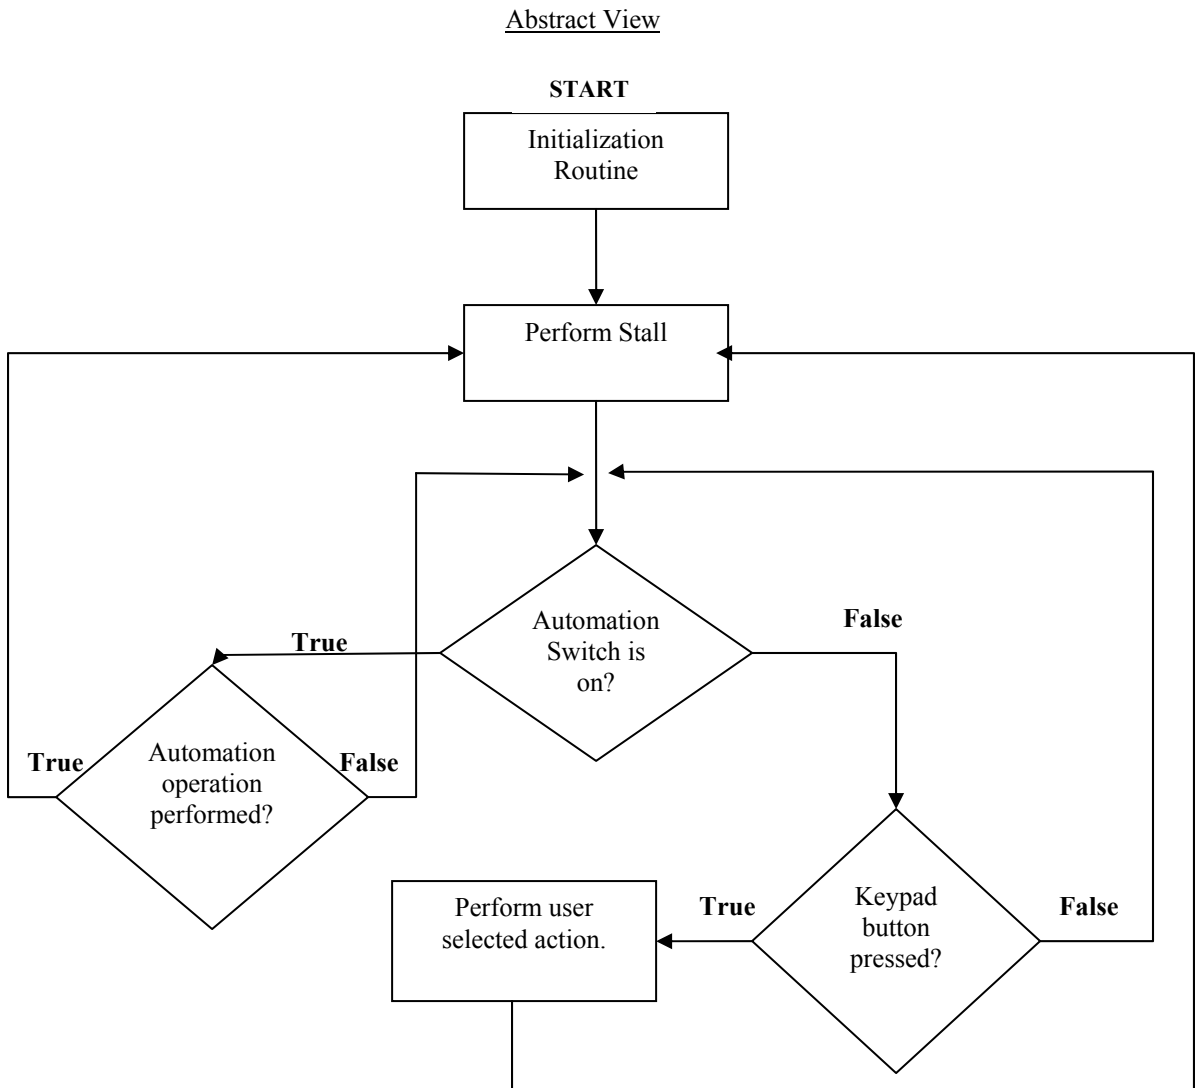 Abstract View
START
Initialization
Routine
Perform Stall
Automation
Switch is
on?
True
False
Automation
operation
performed?
True
False
Keypad
button
pressed?
True
False
Perform user
selected action.